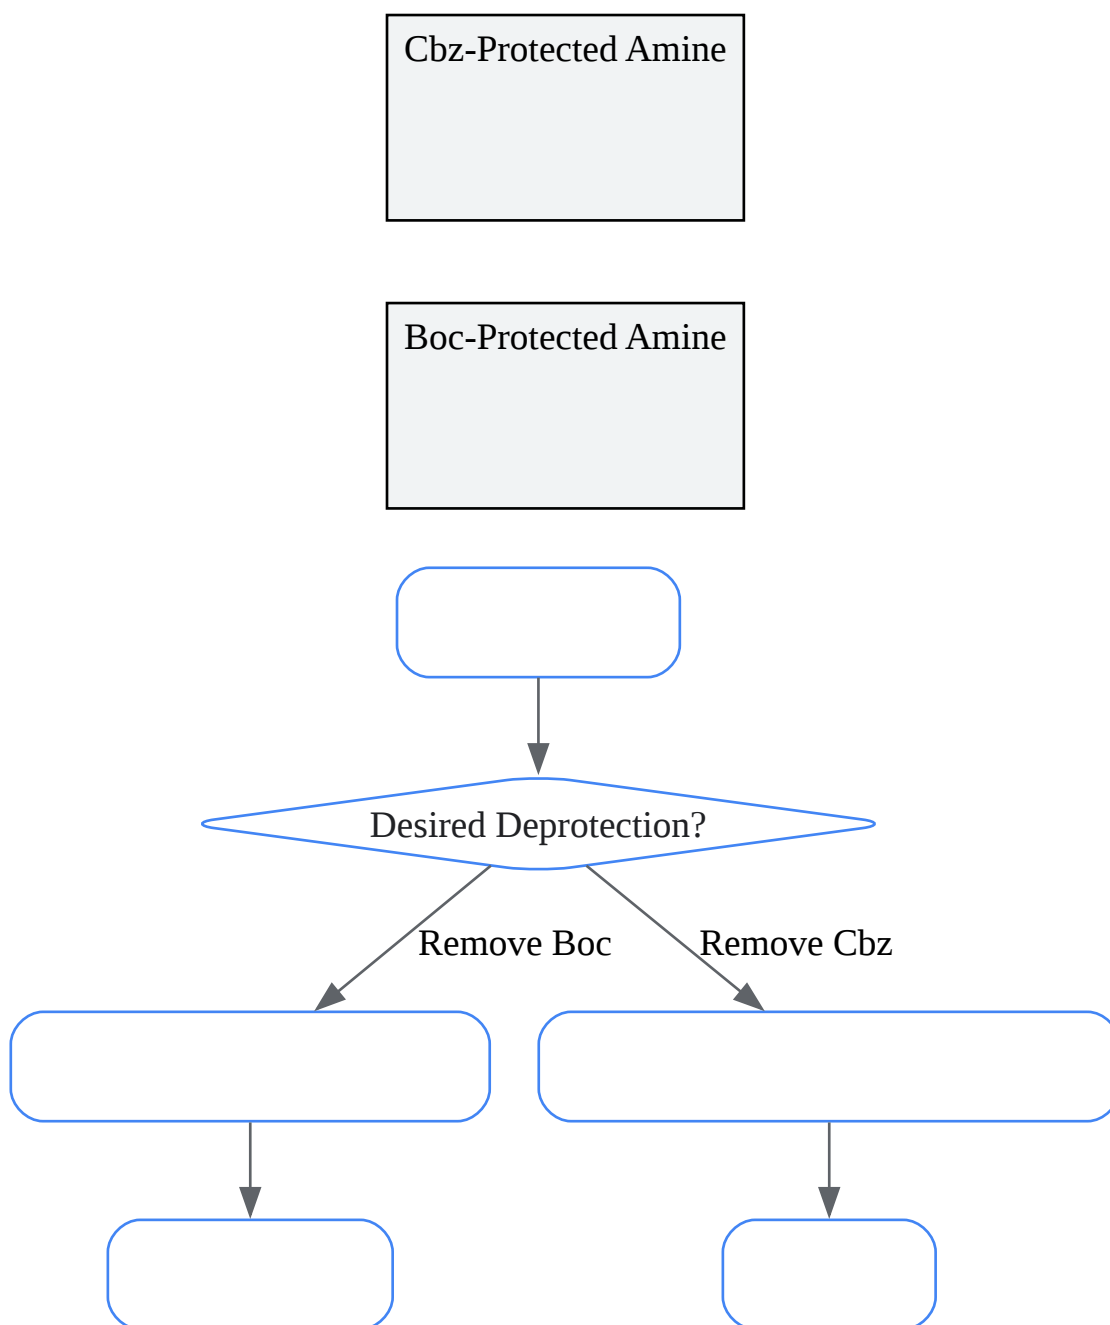 Cbz-Protected Amine
Boc-Protected Amine
Desired Deprotection?
Remove Boc
Remove Cbz